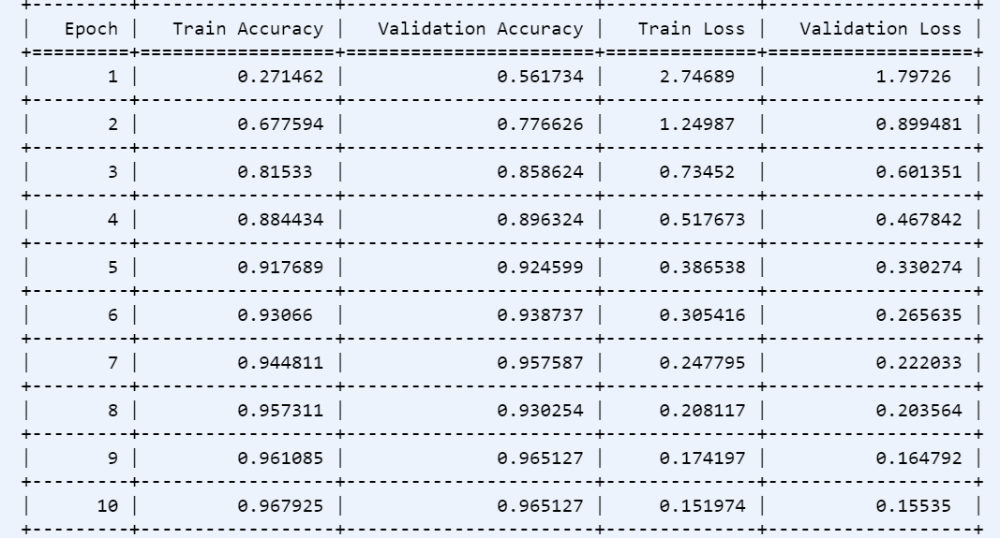 | Epoch | Train Accuracy | Validation Accuracy | Train Loss | Validation Loss |
| 1 | 0.271462 | 0.561734 | 2.74689 | 1.79726 |
| 2 | 0.677594 | 0.776626 | 1.24987 | 0.899481 |
| 3 | 0.81533 | 0.858624 | 0.73452 | 0.601351 |
| 4 | 0.884434 | 0.896324 | 0.517673 | 0.467842 |
| 5 | 0.917689 | 0.924599 | 0.386538 | 0.330274 |
| 6 | 0.93066 | 0.938737 | 0.305416 | 0.265635 |
| 7 | 0.944811 | 0.957587 | 0.247795 | 0.222033 |
| 8 | 0.957311 | 0.930254 | 0.208117 | 0.203564 |
| 9 | 0.961085 | 0.965127 | 0.174197 | 0.164792 |
| 10 | 0.967925 | 0.965127 | 0.151974 | 0.15535 |